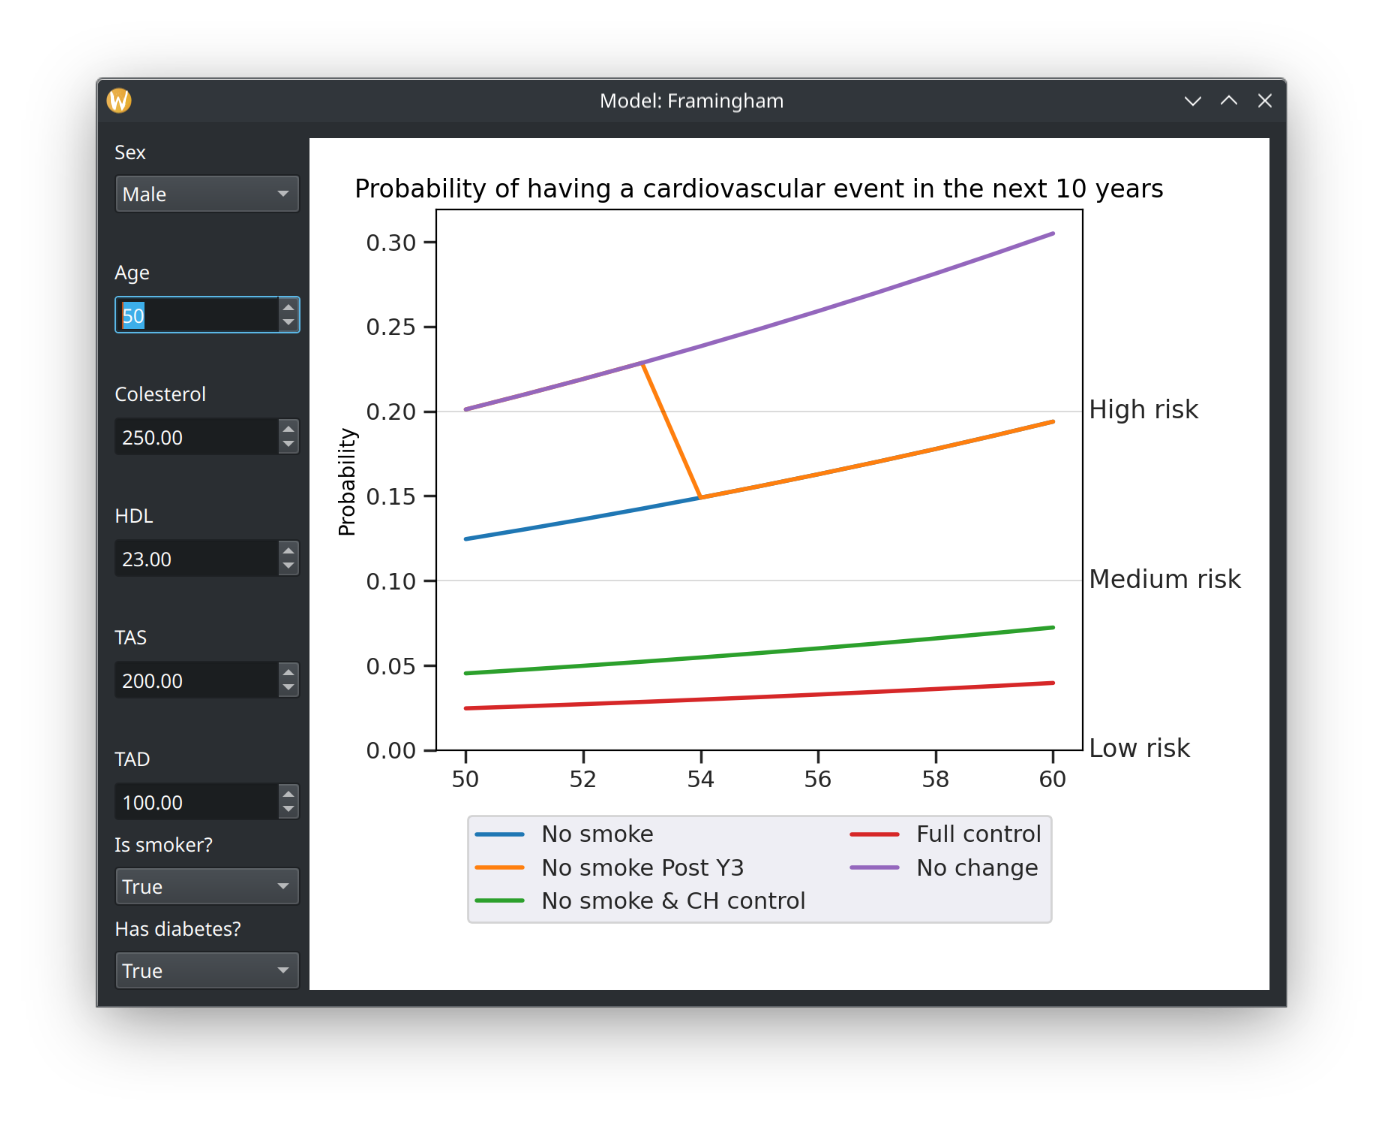 W
Model: Framingham
Sex
Male
Age
50
Colesterol
250.00
HDL
23.00
TAS
200.00
TAD
100.00
Is smoker?
True
Has diabetes?
True
Probability of having a cardiovascular event in the next 10 years
Probability
0.30
0.25
0.20
0.15
0.10
0.05
0.00
50 52 54 56 58 60
High risk
Medium risk
Low risk
No smoke
No smoke Post Y3
No smoke & CH control
Full control
No change